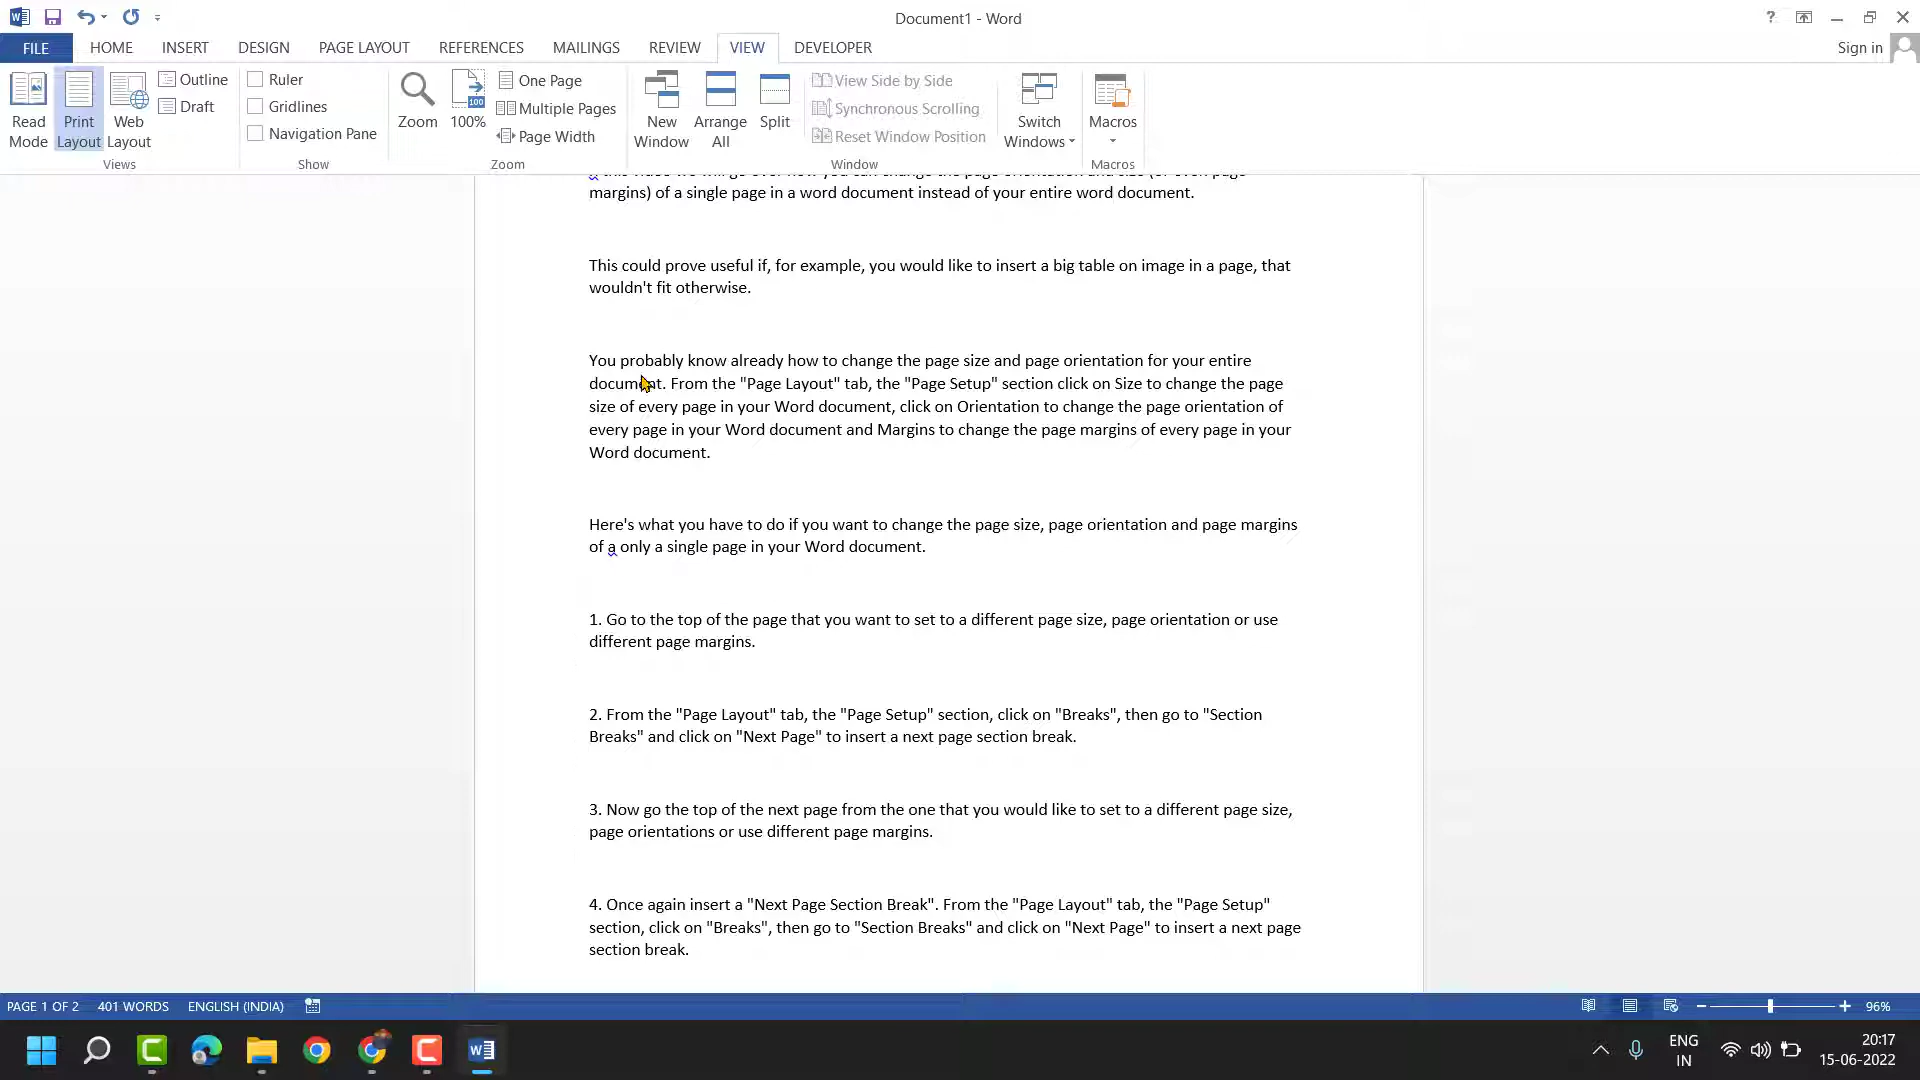 Document1 - Word
?
FILE HOME INSERT DESIGN PAGE LAYOUT REFERENCES MAILINGS REVIEW VIEW DEVELOPER Sign in
Read Mode
Print Layout
Web Layout
Outline
Draft
Views
Ruler
Gridlines
Navigation Pane
Show
Zoom
100
100%
One Page
Multiple Pages
Page Width
Zoom
New Window
Arrange All
Split
View Side by Side
Synchronous Scrolling
Reset Window Position
Window
Switch Windows
Macros
Macros
margins) of a single page in a word document instead of your entire word document.
This could prove useful if, for example, you would like to insert a big table on image in a page, that
wouldn't fit otherwise.
You probably know already how to change the page size and page orientation for your entire
document. From the "Page Layout" tab, the "Page Setup" section click on Size to change the page
size of every page in your Word document, click on Orientation to change the page orientation of
every page in your Word document and Margins to change the page margins of every page in your
Word document.
Here's what you have to do if you want to change the page size, page orientation and page margins
of a only a single page in your Word document.
1. Go to the top of the page that you want to set to a different page size, page orientation or use
different page margins.
2. From the "Page Layout" tab, the "Page Setup" section, click on "Breaks", then go to "Section
Breaks" and click on "Next Page" to insert a next page section break.
3. Now go the top of the next page from the one that you would like to set to a different page size,
page orientations or use different page margins.
4. Once again insert a "Next Page Section Break". From the "Page Layout" tab, the "Page Setup"
section, click on "Breaks", then go to "Section Breaks" and click on "Next Page" to insert a next page
section break.
PAGE 1 OF 2 401 WORDS ENGLISH (INDIA) 96%
ENG
IN
20:17
15-06-2022